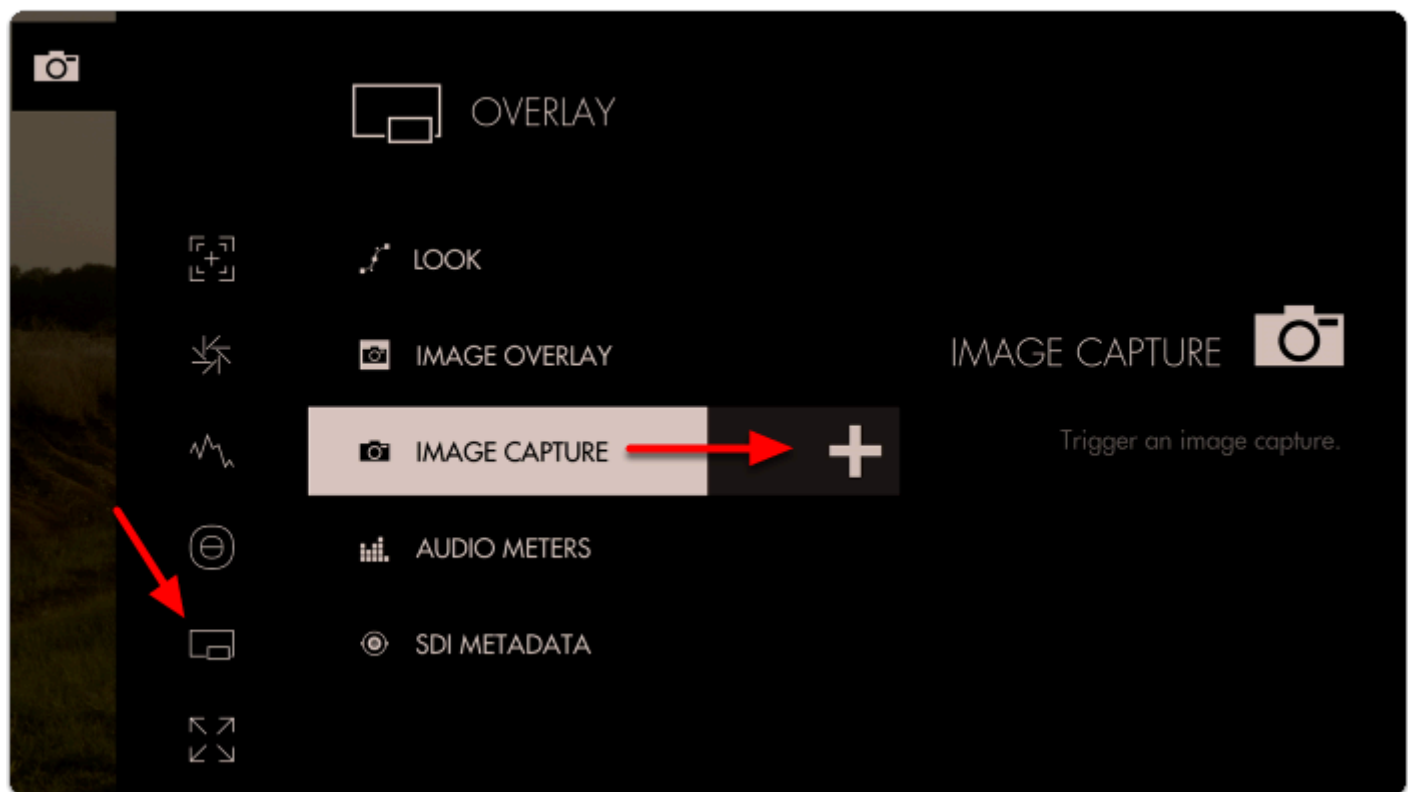 OVERLAY
LOOK
IMAGE OVERLAY
IMAGE CAPTURE
AUDIO METERS
SDI METADATA
IMAGE CAPTURE
Trigger an image capture.